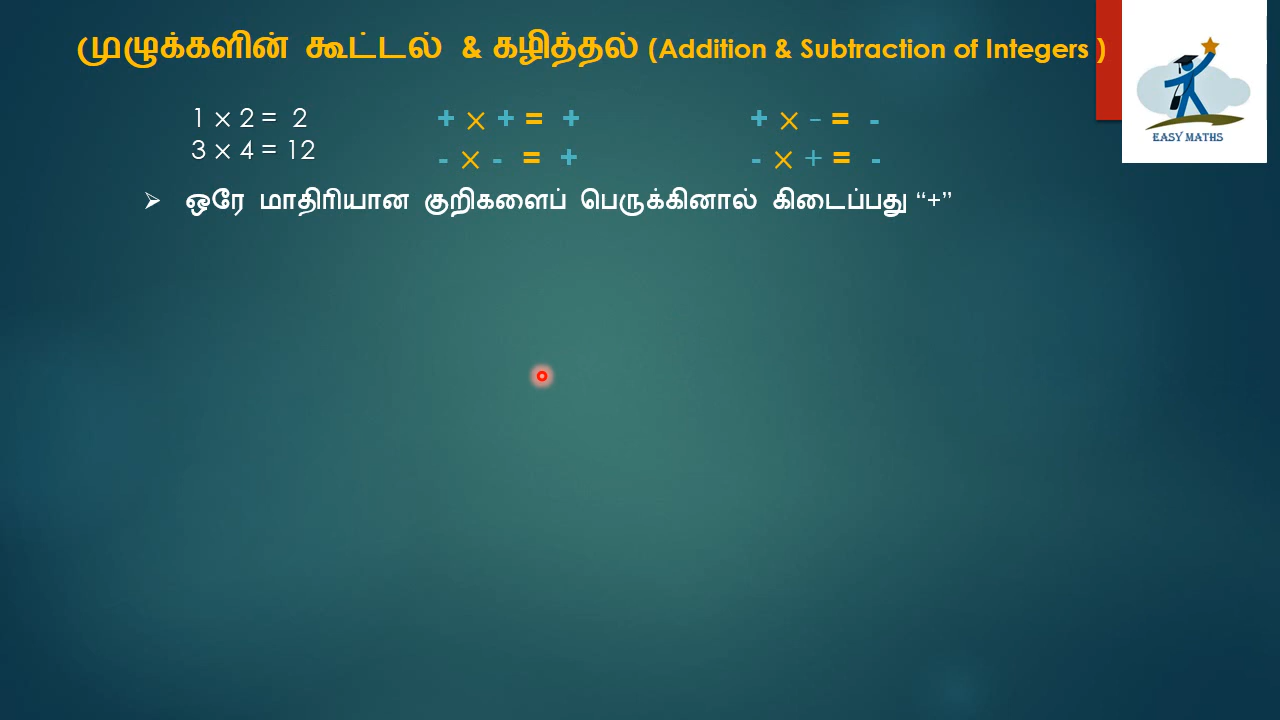 முழுக்களின் கூட்டல் & கழித்தல் (Addition & Subtraction of Integers )
1 × 2 = 2
3 × 4 = 12
+ × + = +
- × - = +
+ × - = -
- × + = -
➢ ஒரே மாதிரியான குறிகளைப் பெருக்கினால் கிடைப்பது “+”
EASY MATHS